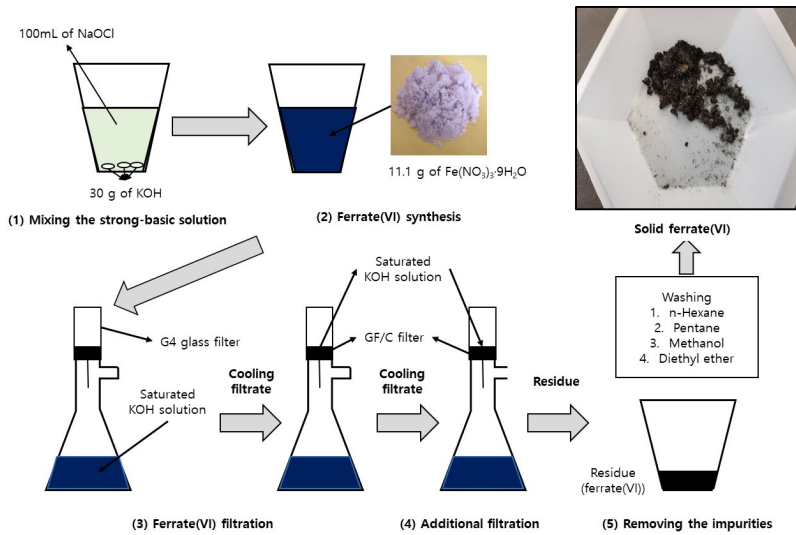 100mL of NaOCl
30 g of KOH
(1) Mixing the strong-basic solution
11.1 g of Fe(NO₃)₃·9H₂O
(2) Ferrate(VI) synthesis
Solid ferrate(VI)
Washing
1. n-Hexane
2. Pentane
3. Methanol
4. Diethyl ether
G4 glass filter
Saturated
KOH solution
Cooling
filtrate
(3) Ferrate(VI) filtration
Saturated
KOH solution
GF/C filter
Cooling
filtrate
(4) Additional filtration
Residue
Residue
(ferrate(VI))
(5) Removing the impurities